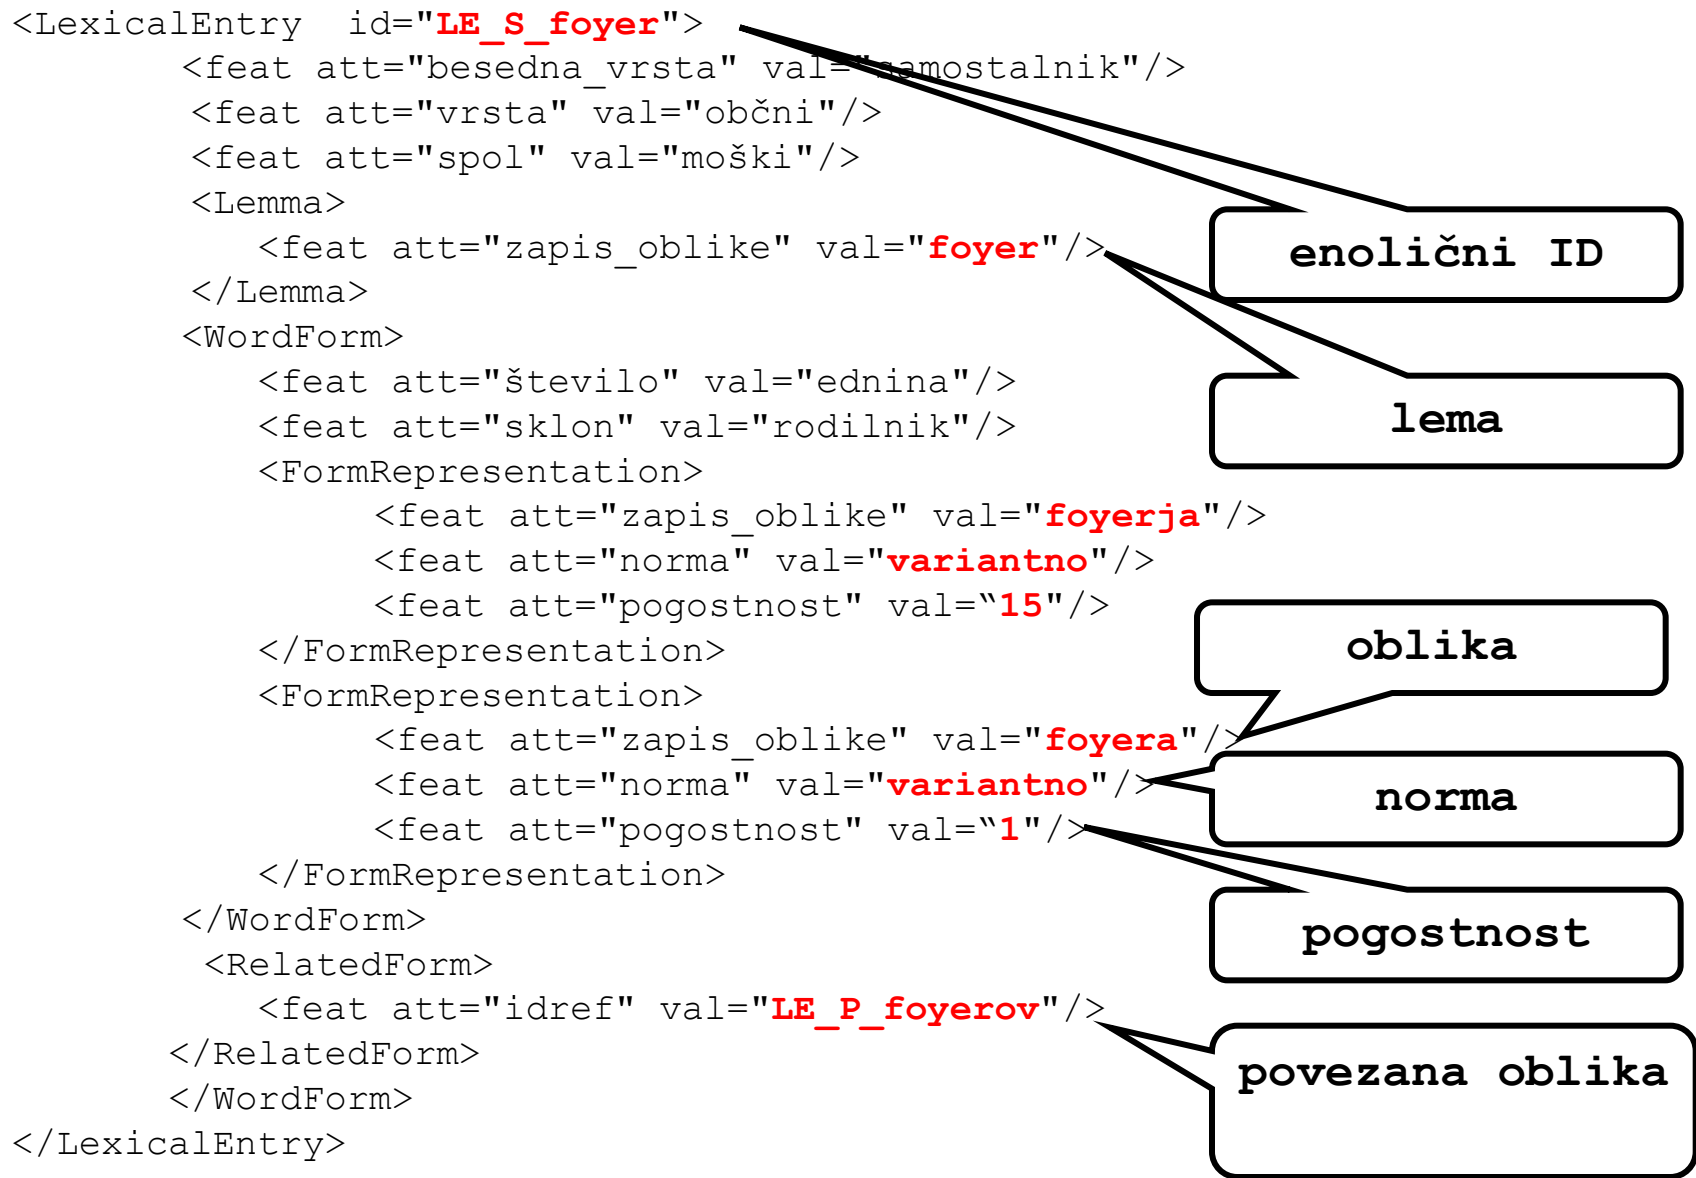 <LexicalEntry  id="LE_S_foyer">
<feat att="besedna_vrsta" val="samostalnik"/>
<feat att="vrsta" val="občni"/>
<feat att="spol" val="moški"/>
<Lemma>
<feat att="zapis_oblike" val="foyer"/>
enolični ID
</Lemma>
<WordForm>
<feat att="število" val="ednina"/>
<feat att="sklon" val="rodilnik"/>
lema
<FormRepresentation>
<feat att="zapis_oblike" val="foyerja"/>
<feat att="norma" val="variantno"/>
<feat att="pogostnost" val=“15"/>
</FormRepresentation>
oblika
<FormRepresentation>
<feat att="zapis_oblike" val="foyera"/>
<feat att="norma" val="variantno"/>
norma
<feat att="pogostnost" val=“1"/>
</FormRepresentation>
</WordForm>
pogostnost
<RelatedForm>
<feat att="idref" val="LE_P_foyerov"/>
</RelatedForm>
povezana oblika
</WordForm>
</LexicalEntry>